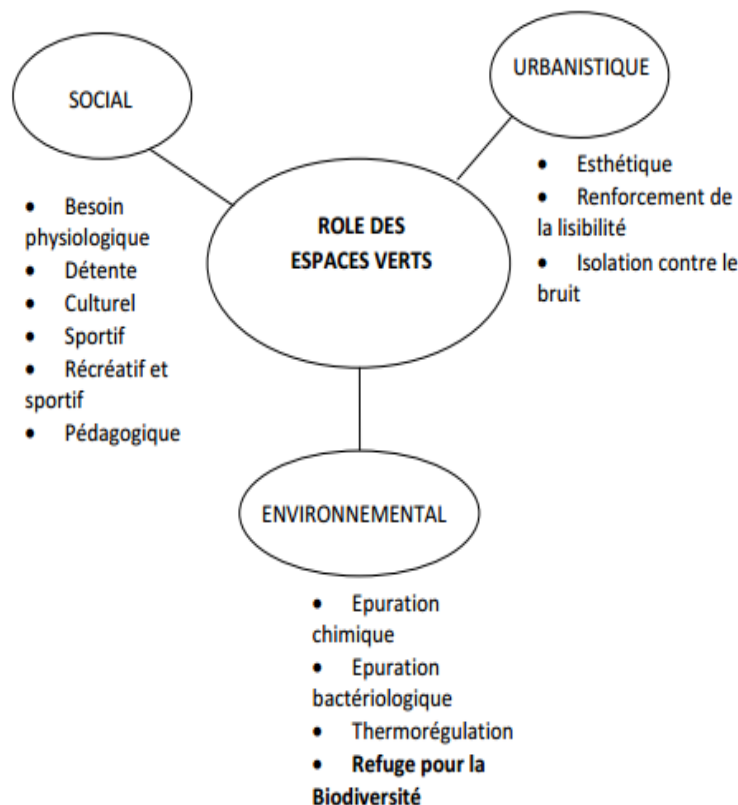 SOCIAL
• Besoin
physiologique
• Détente
• Culturel
• Sportif
• Récréatif et
sportif
• Pédagogique
ROLE DES
ESPACES VERTS
URBANISTIQUE
• Esthétique
• Renforcement de
la lisibilité
• Isolation contre le
bruit
ENVIRONNEMENTAL
• Epuration
chimique
• Epuration
bactériologique
• Thermorégulation
• Refuge pour la
Biodiversité